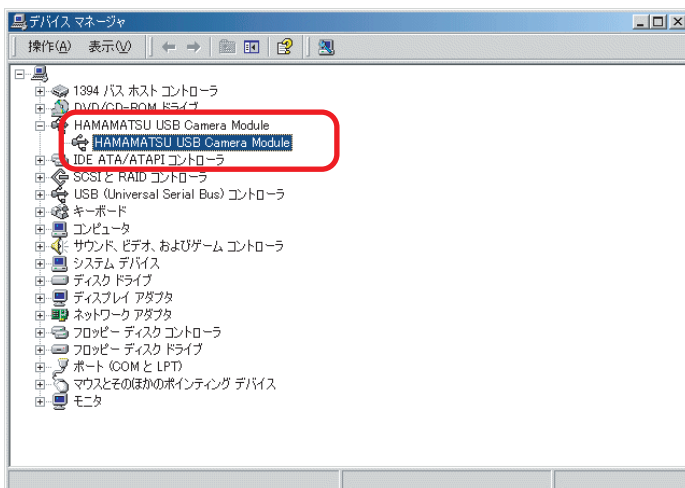 デバイス マネージャ
操作(A) 表示(V)
1394 バス ホスト コントローラ
DVD/CD-ROM ドライブ
HAMAMATSU USB Camera Module
HAMAMATSU USB Camera Module
IDE ATA/ATAPI コントローラ
SCSI と RAID コントローラ
USB (Universal Serial Bus) コントローラ
キーボード
コンピュータ
サウンド、ビデオ、およびゲーム コントローラ
システム デバイス
ディスク ドライブ
ディスプレイ アダプタ
ネットワーク アダプタ
フロッピー ディスク コントローラ
フロッピー ディスク ドライブ
ポート (COM と LPT)
マウスとそのほかのポインティング デバイス
モニタ